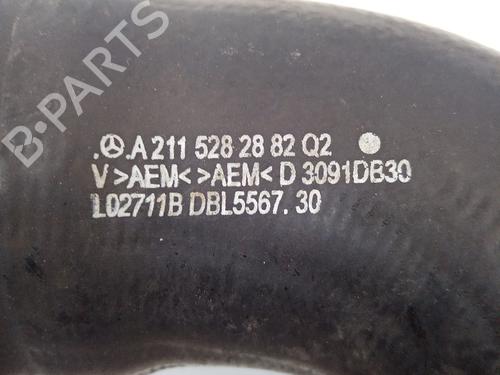 B-PARTS
.A 211 528 28 82 Q2
V >AEM< >AEM< D 3091DB30
L02711B DBL5567. 30